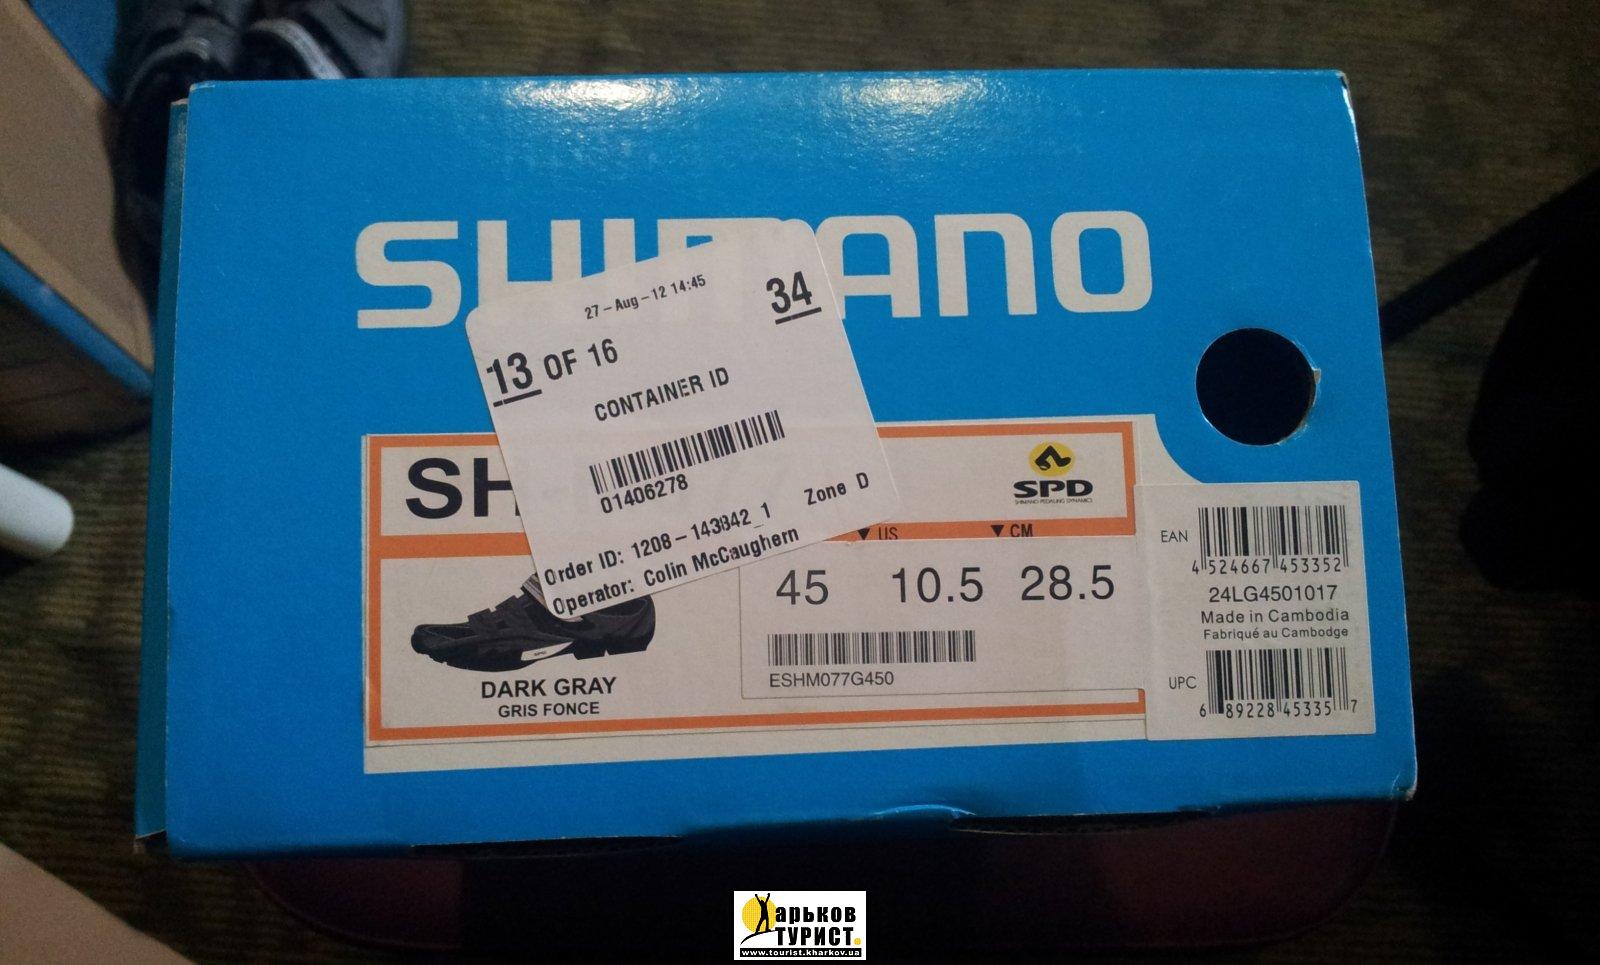 SHIMANO
27-Aug-12 14:45
34
13 OF 16
CONTAINER ID
01406278
Order ID: 1208-143842_1 Zone D
Operator: Colin McCaughern
SH
SPD
SHIMANO PEDALING DYNAMICS
US CM
45 10.5 28.5
ESHM077G450
SPD
DARK GRAY
GRIS FONCE
EAN
4 524667 453352
24LG4501017
Made in Cambodia
Fabriqué au Cambodge
UPC
6 89228 45335 7
Харьков
ТУРИСТ.
www.tourist.kharkov.ua